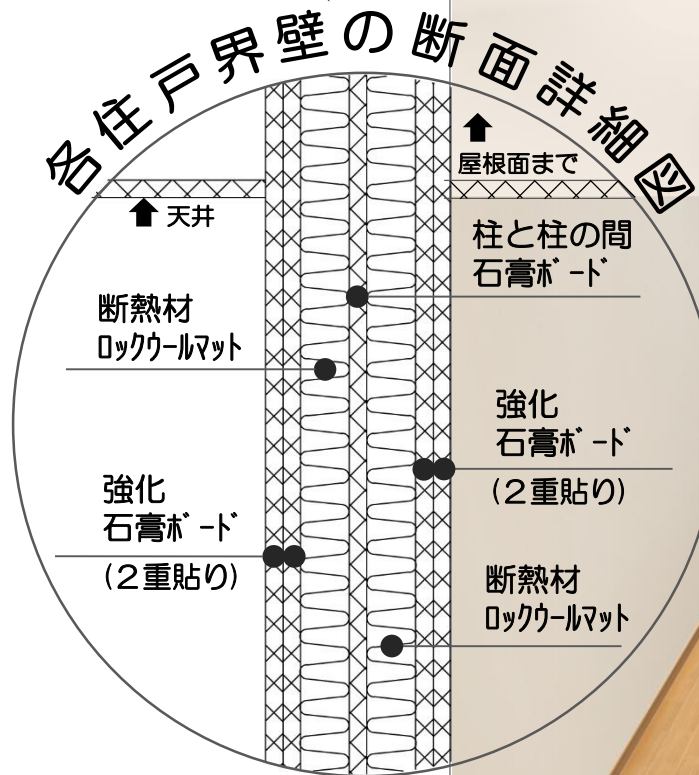 各住戸界壁の断面詳細図
屋根面まで
天井
柱と柱の間
石膏ﾎﾞｰﾄﾞ
断熱材
ﾛｯｸｳｰﾙﾏｯﾄ
強化
石膏ﾎﾞｰﾄﾞ
(２重貼り)
強化
石膏ﾎﾞｰﾄﾞ
(２重貼り)
断熱材
ﾛｯｸｳｰﾙﾏｯﾄ